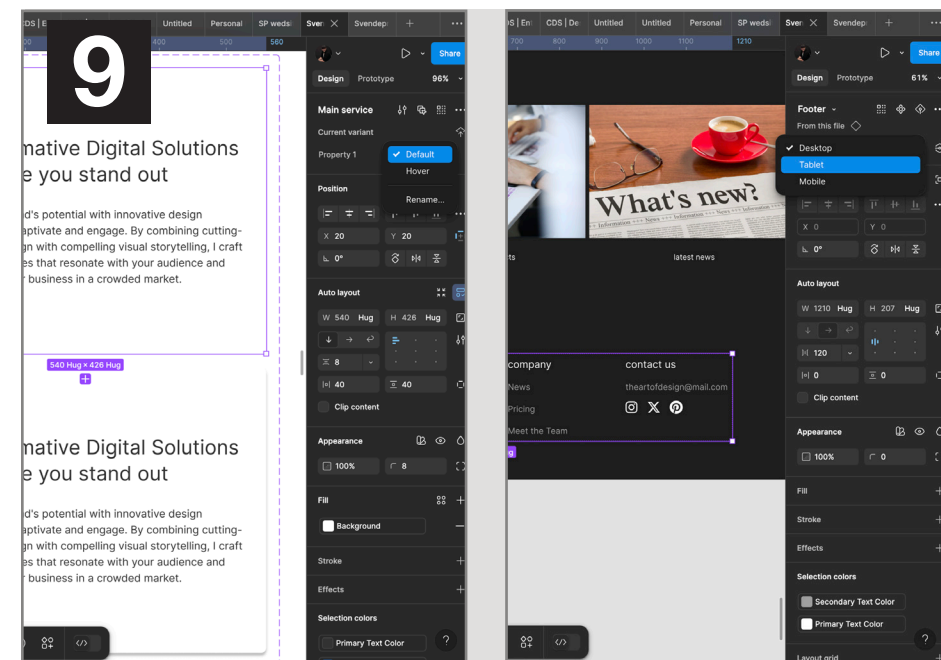 CDS | E
Untitled
Personal
SP weds
Sven
Svendep
00
400
500
560
9
Share
Design
Prototype
96%
Main service
Current variant
Property 1
Default
Hover
Rename...
Position
X 20
Y 20
0°
Auto layout
W 540 Hug
H 426 Hug
8
40
40
Clip content
Appearance
100%
8
Fill
Background
Stroke
Effects
Selection colors
Primary Text Color
?
mative Digital Solutions
e you stand out
d's potential with innovative design
aptivate and engage. By combining cutting-
gn with compelling visual storytelling, I craft
es that resonate with your audience and
business in a crowded market.
540 Hug × 426 Hug
mative Digital Solutions
e you stand out
d's potential with innovative design
aptivate and engage. By combining cutting-
gn with compelling visual storytelling, I craft
es that resonate with your audience and
business in a crowded market.
DS | Ent
CDS | De
Untitled
Untitled
Personal
SP weds
Sven
Svendep
700
800
900
1000
1100
1210
Share
Design
Prototype
61%
Footer
From this file
Desktop
Tablet
Mobile
X 0
Y 0
0°
Auto layout
W 1210 Hug
H 207 Hug
120
0
0
Clip content
Appearance
100%
0
Fill
Stroke
Effects
Selection colors
Secondary Text Color
Primary Text Color
Layout grid
?
What's new?
Information +++ News +++ Information
ts
latest news
company
News
Pricing
Meet the Team
contact us
theartofdesign@mail.com
ug